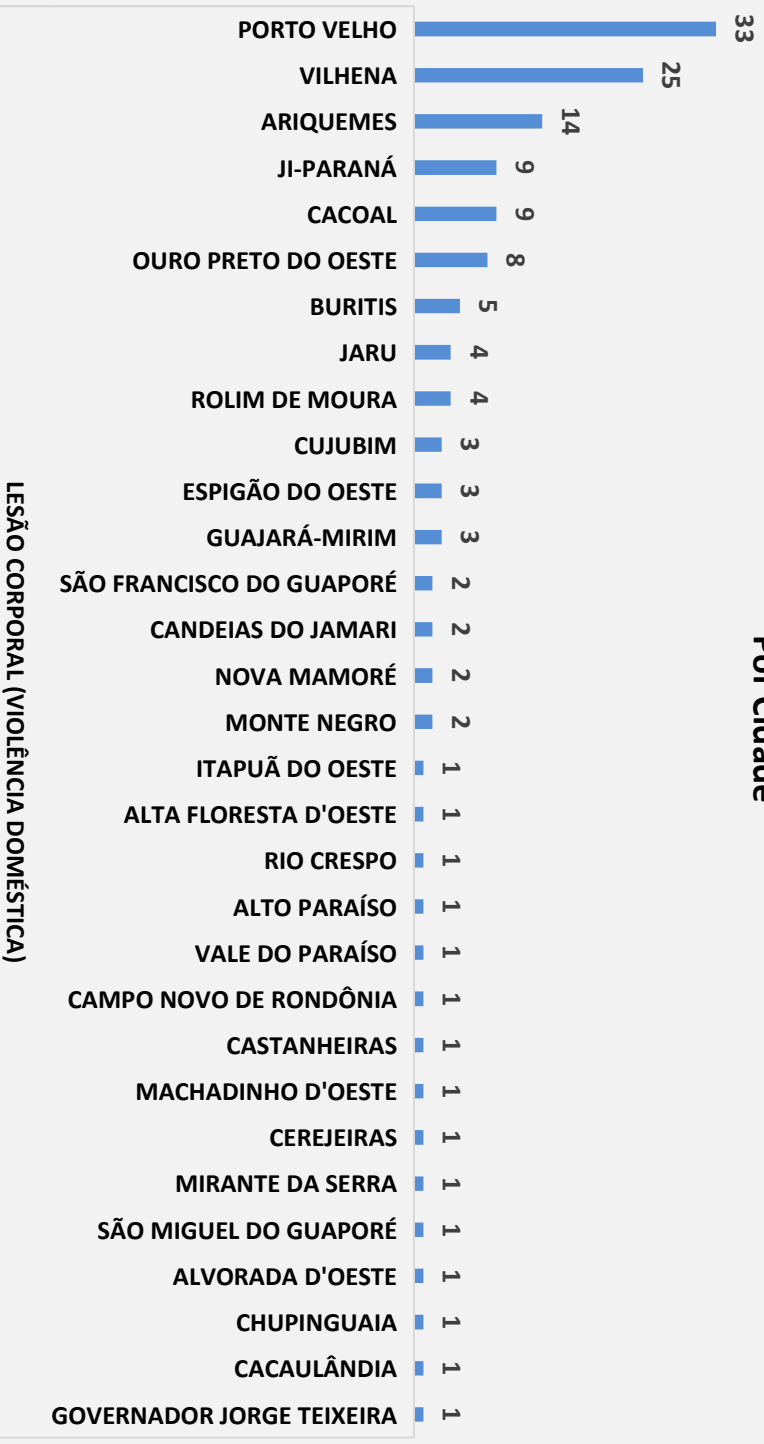 Por Cidade
PORTO VELHO 33
VILHENA 25
ARIQUEMES 14
JI-PARANÁ 9
CACOAL 9
OURO PRETO DO OESTE 8
BURITIS 5
JARU 4
ROLIM DE MOURA 4
CUJUBIM 3
ESPIGÃO DO OESTE 3
GUAJARÁ-MIRIM 3
SÃO FRANCISCO DO GUAPORÉ 2
CANDEIAS DO JAMARI 2
NOVA MAMORÉ 2
MONTE NEGRO 2
ITAPUÃ DO OESTE 1
ALTA FLORESTA D'OESTE 1
RIO CRESPO 1
ALTO PARAÍSO 1
VALE DO PARAÍSO 1
CAMPO NOVO DE RONDÔNIA 1
CASTANHEIRAS 1
MACHADINHO D'OESTE 1
CEREJEIRAS 1
MIRANTE DA SERRA 1
SÃO MIGUEL DO GUAPORÉ 1
ALVORADA D'OESTE 1
CHUPINGUAIA 1
CACAULÂNDIA 1
GOVERNADOR JORGE TEIXEIRA 1
LESÃO CORPORAL (VIOLÊNCIA DOMÉSTICA)